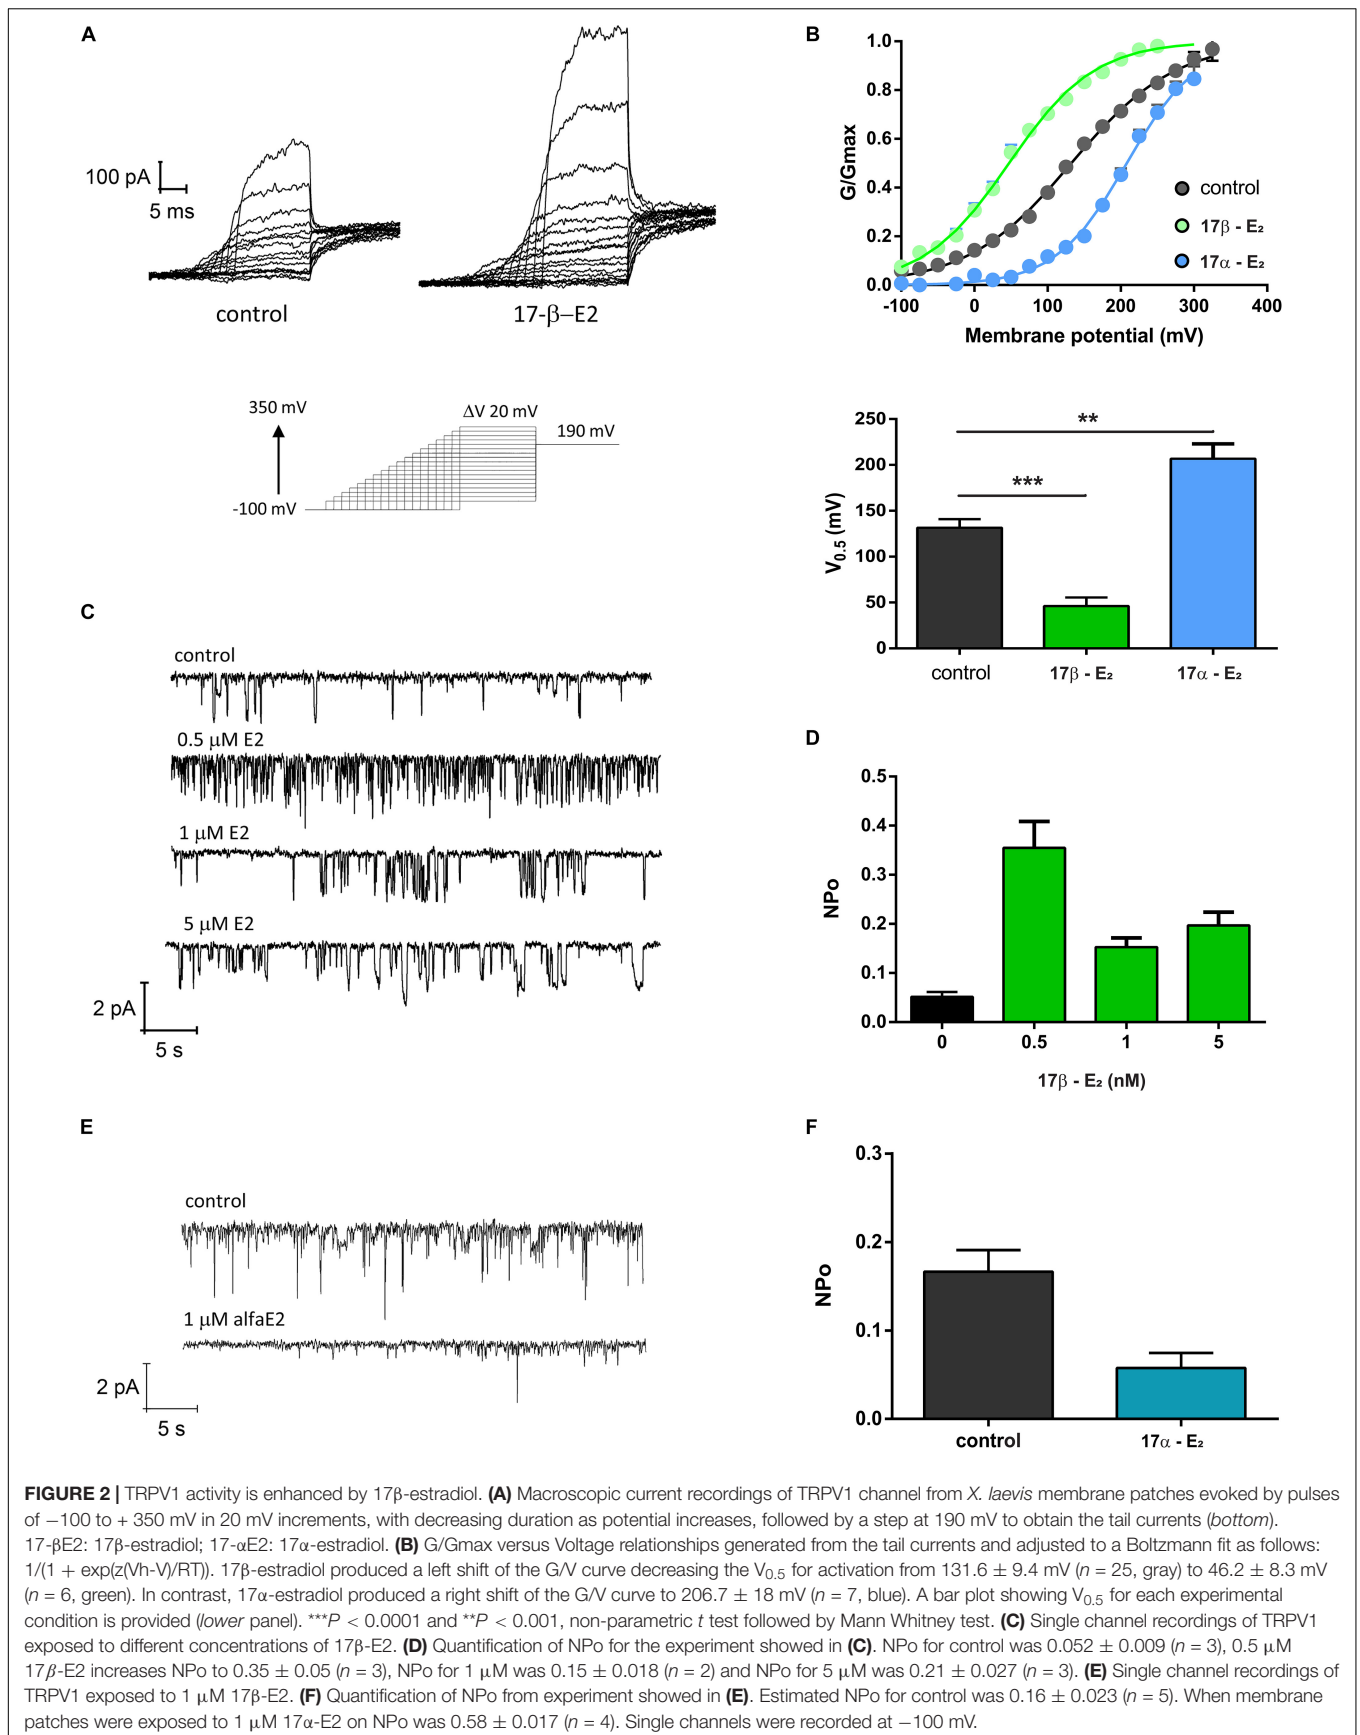 A
100 pA
5 ms
control
17-β–E2
350 mV
-100 mV
ΔV 20 mV
190 mV
B
G/Gmax
1.0
0.8
0.6
0.4
0.2
0.0
-100
0
100
200
300
400
Membrane potential (mV)
control
17β - E₂
17α - E₂
V0.5 (mV)
250
200
150
100
50
0
**
***
control
17β - E₂
17α - E₂
C
control
0.5 μM E2
1 μM E2
5 μM E2
2 pA
5 s
D
NPo
0.5
0.4
0.3
0.2
0.1
0.0
0
0.5
1
5
17β - E₂ (nM)
E
control
1 μM alfaE2
2 pA
5 s
F
NPo
0.3
0.2
0.1
0.0
control
17α - E₂
FIGURE 2 | TRPV1 activity is enhanced by 17β-estradiol. (A) Macroscopic current recordings of TRPV1 channel from X. laevis membrane patches evoked by pulses
of −100 to + 350 mV in 20 mV increments, with decreasing duration as potential increases, followed by a step at 190 mV to obtain the tail currents (bottom).
17-βE2: 17β-estradiol; 17-αE2: 17α-estradiol. (B) G/Gmax versus Voltage relationships generated from the tail currents and adjusted to a Boltzmann fit as follows:
1/(1 + exp(z(Vh-V)/RT)). 17β-estradiol produced a left shift of the G/V curve decreasing the V0.5 for activation from 131.6 ± 9.4 mV (n = 25, gray) to 46.2 ± 8.3 mV
(n = 6, green). In contrast, 17α-estradiol produced a right shift of the G/V curve to 206.7 ± 18 mV (n = 7, blue). A bar plot showing V0.5 for each experimental
condition is provided (lower panel). ***P < 0.0001 and **P < 0.001, non-parametric t test followed by Mann Whitney test. (C) Single channel recordings of TRPV1
exposed to different concentrations of 17β-E2. (D) Quantification of NPo for the experiment showed in (C). NPo for control was 0.052 ± 0.009 (n = 3), 0.5 μM
17β-E2 increases NPo to 0.35 ± 0.05 (n = 3), NPo for 1 μM was 0.15 ± 0.018 (n = 2) and NPo for 5 μM was 0.21 ± 0.027 (n = 3). (E) Single channel recordings of
TRPV1 exposed to 1 μM 17β-E2. (F) Quantification of NPo from experiment showed in (E). Estimated NPo for control was 0.16 ± 0.023 (n = 5). When membrane
patches were exposed to 1 μM 17α-E2 on NPo was 0.58 ± 0.017 (n = 4). Single channels were recorded at −100 mV.